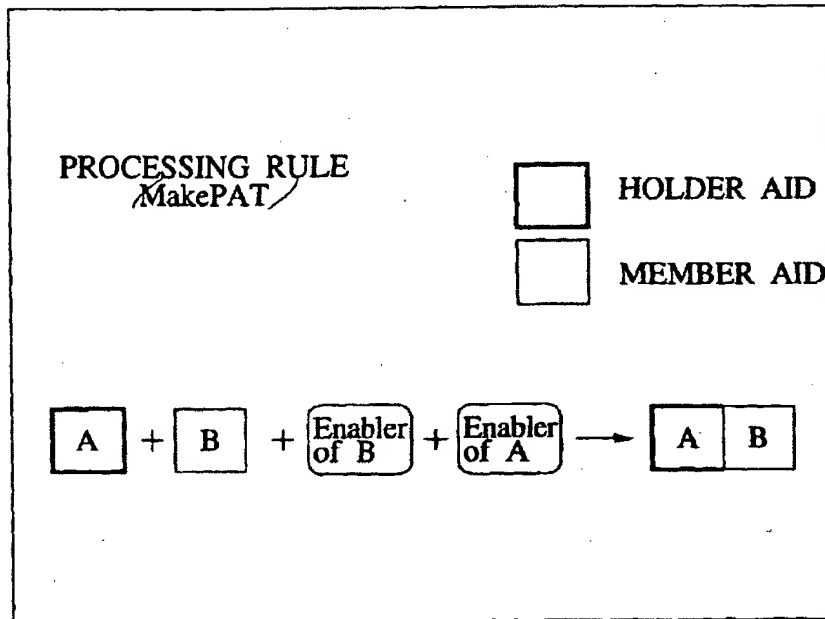 PROCESSING RULE
MakePAT
HOLDER AID
MEMBER AID
A + B + Enabler of B + Enabler of A → A B